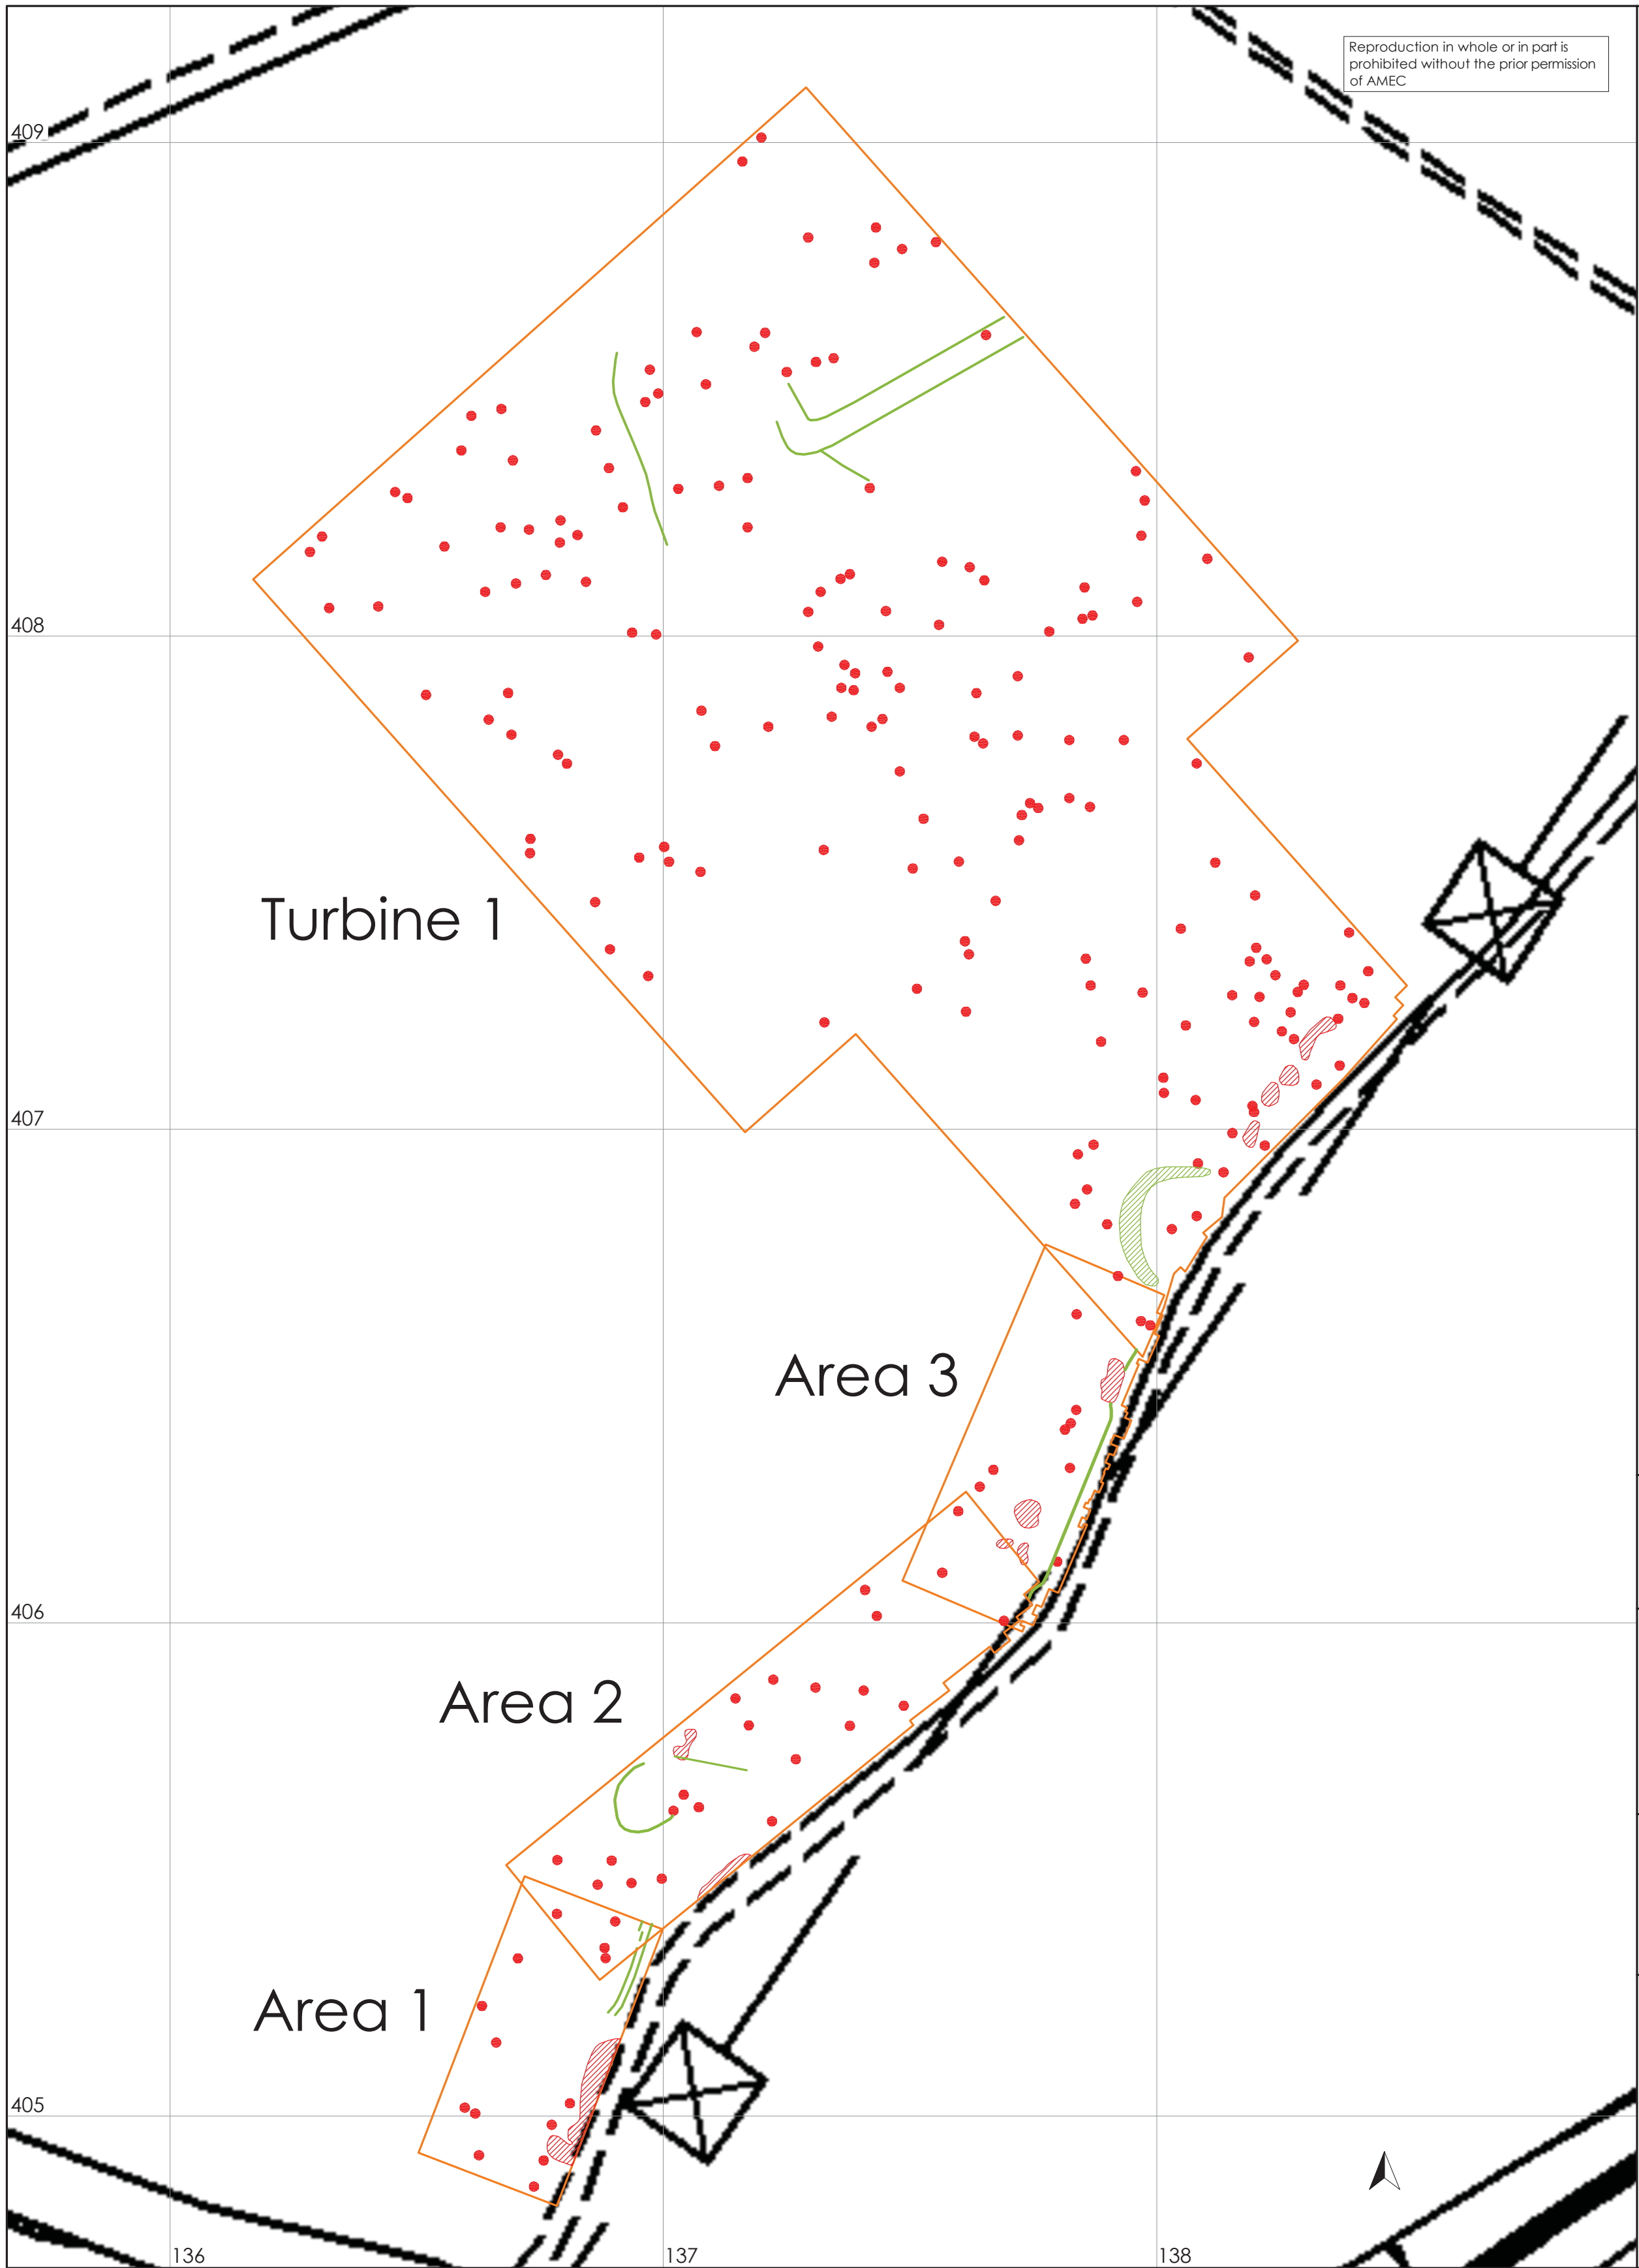 Reproduction in whole or in part is
prohibited without the prior permission
of AMEC
409
408
Turbine 1
407
Area 3
406
Area 2
Area 1
405
136
137
138